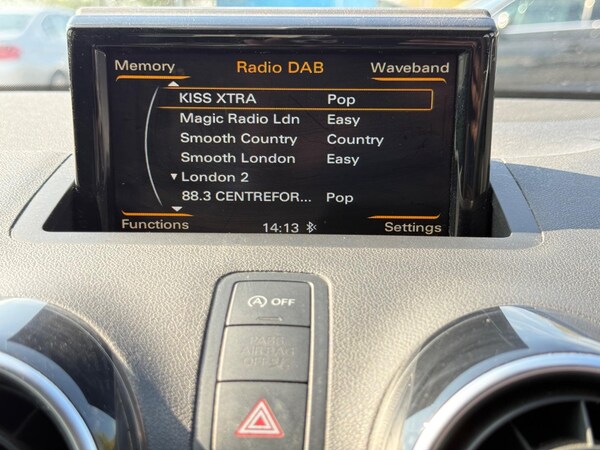 Memory Radio DAB Waveband
KISS XTRA Pop
Magic Radio Ldn Easy
Smooth Country Country
Smooth London Easy
London 2
88.3 CENTREFOR... Pop
Functions 14:13 Settings
A OFF
PASS
AIRBAG
OFF